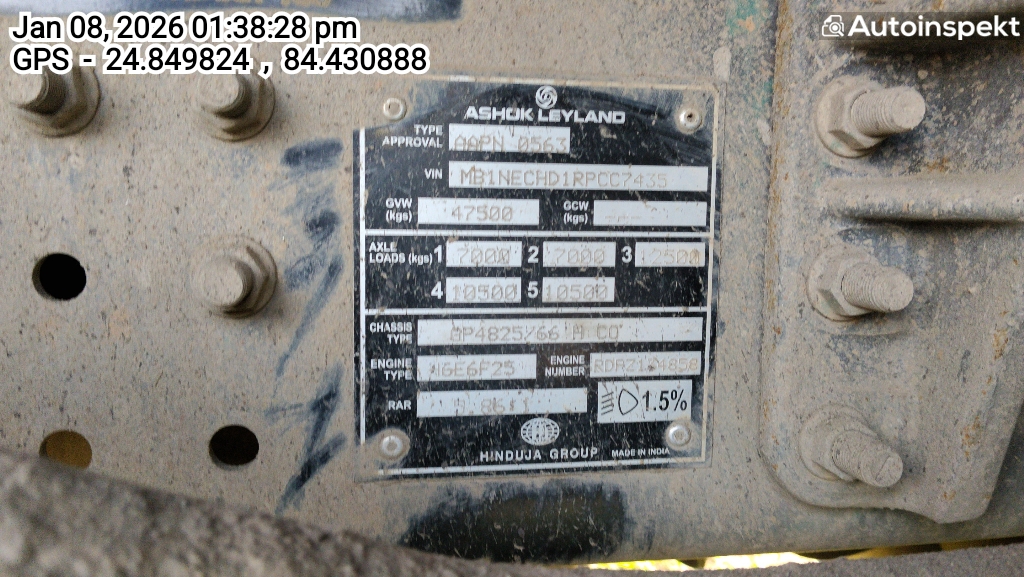 Jan 08, 2026 01:38:28 pm
GPS - 24.849824 , 84.430888
Autoinspekt
ASHOK LEYLAND
TYPE APPROVAL AAPN 0563
VIN MB1NECHD1RPCC7435
GVW (kgs) 47500 GCW (kgs) ---
AXLE LOADS (kgs) 1 7000 2 7000 3 12500
4 10500 5 10500
CHASSIS TYPE 66 H CO
ENGINE TYPE ENGINE NUMBER
RAR
1.5%
HINDUJA GROUP MADE IN INDIA